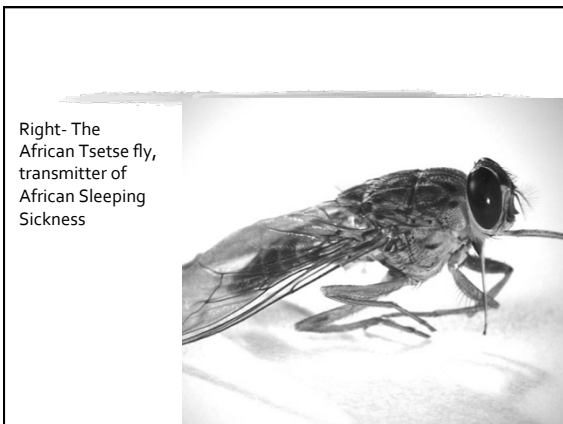 Right- The
African Tsetse fly,
transmitter of
African Sleeping
Sickness